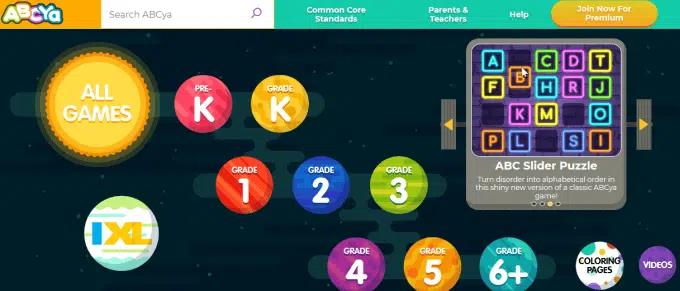 ABCYa
Search ABCya
Common Core
Standards
Parents &
Teachers
Help
Join Now For
Premium
ALL
GAMES
PRE-
K
GRADE
K
GRADE
1
GRADE
2
GRADE
3
GRADE
4
GRADE
5
GRADE
6+
IXL
A C D T
F B H R J
K M O
P L S I
ABC Slider Puzzle
Turn disorder into alphabetical order in
this shiny new version of a classic ABCya
game!
COLORING
PAGES
VIDEOS